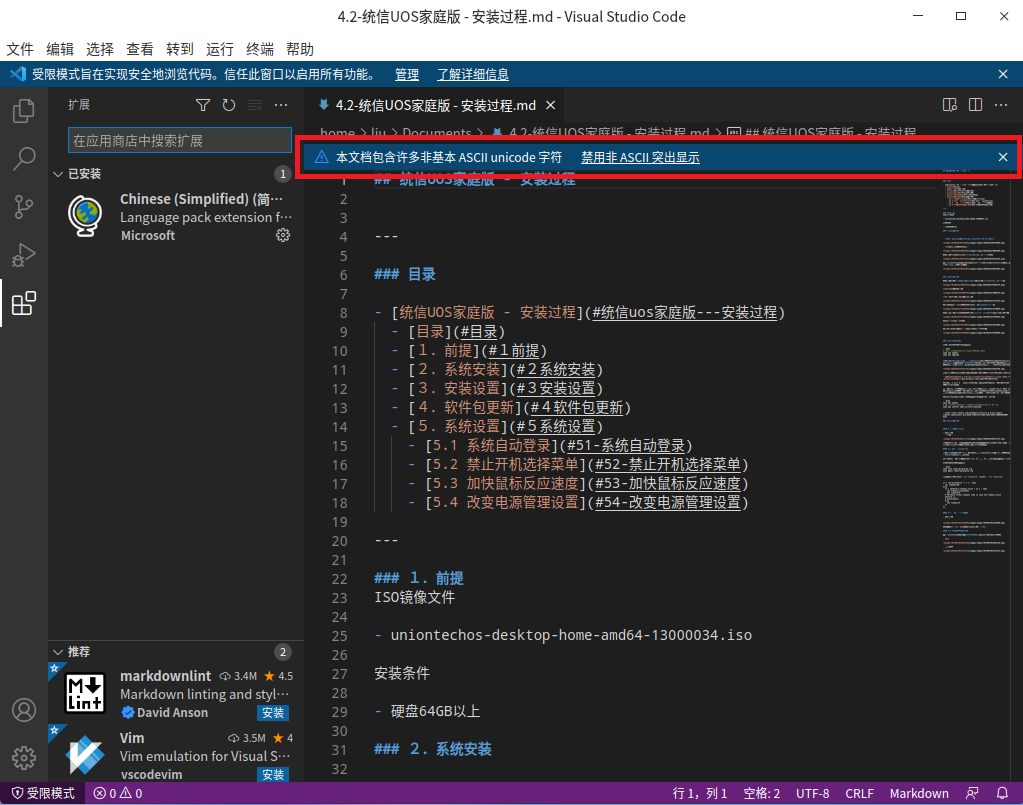 4.2-统信UOS家庭版 - 安装过程.md - Visual Studio Code
文件 编辑 选择 查看 转到 运行 终端 帮助
受限模式旨在实现安全地浏览代码。信任此窗口以启用所有功能。 管理 了解详细信息
扩展
在应用商店中搜索扩展
已安装 1
Chinese (Simplified) (简···
Language pack extension f···
Microsoft
推荐 2
markdownlint 3.4M 4.5
Markdown linting and styl···
David Anson 安装
Vim 3.5M 4
Vim emulation for Visual S···
vscodevim 安装
4.2-统信UOS家庭版 - 安装过程.md
home > liu > Documents > 4.2-统信UOS家庭版 - 安装过程.md > ## 统信UOS家庭版 - 安装过程
本文档包含许多非基本 ASCII unicode 字符 禁用非 ASCII 突出显示
1 ## 统信UOS家庭版 - 安装过程
2
3
4 ---
5
6 ### 目录
7
8 - [统信UOS家庭版 - 安装过程](#统信uos家庭版---安装过程)
9 - [目录](#目录)
10 - [１. 前提](#１前提)
11 - [２. 系统安装](#２系统安装)
12 - [３. 安装设置](#３安装设置)
13 - [４. 软件包更新](#４软件包更新)
14 - [５. 系统设置](#５系统设置)
15 - [5.1 系统自动登录](#51-系统自动登录)
16 - [5.2 禁止开机选择菜单](#52-禁止开机选择菜单)
17 - [5.3 加快鼠标反应速度](#53-加快鼠标反应速度)
18 - [5.4 改变电源管理设置](#54-改变电源管理设置)
19
20 ---
21
22 ### １. 前提
23 ISO镜像文件
24
25 - uniontechos-desktop-home-amd64-13000034.iso
26
27 安装条件
28
29 - 硬盘64GB以上
30
31 ### ２. 系统安装
32
受限模式 0 0 行 1，列 1 空格: 2 UTF-8 CRLF Markdown